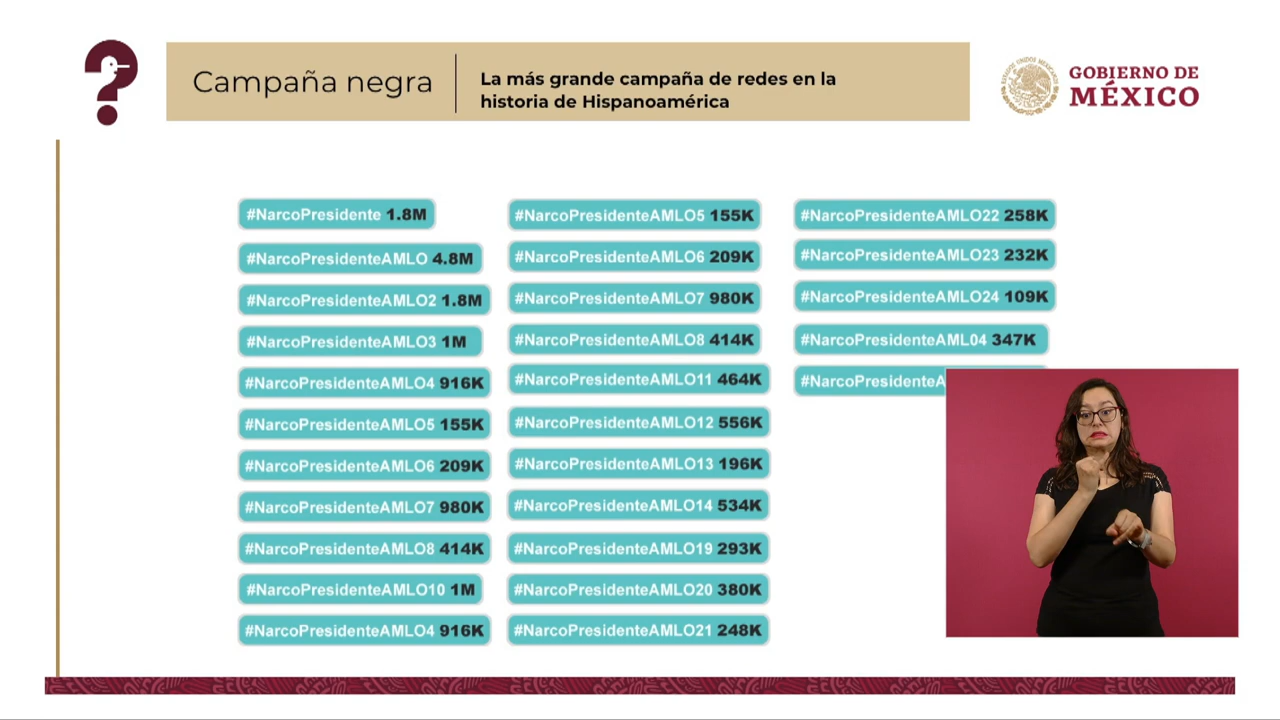 Campaña negra
La más grande campaña de redes en la
historia de Hispanoamérica
GOBIERNO DE
MÉXICO
#NarcoPresidente 1.8M
#NarcoPresidenteAMLO 4.8M
#NarcoPresidenteAMLO2 1.8M
#NarcoPresidenteAMLO3 1M
#NarcoPresidenteAMLO4 916K
#NarcoPresidenteAMLO5 155K
#NarcoPresidenteAMLO6 209K
#NarcoPresidenteAMLO7 980K
#NarcoPresidenteAMLO8 414K
#NarcoPresidenteAMLO10 1M
#NarcoPresidenteAMLO4 916K
#NarcoPresidenteAMLO5 155K
#NarcoPresidenteAMLO6 209K
#NarcoPresidenteAMLO7 980K
#NarcoPresidenteAMLO8 414K
#NarcoPresidenteAMLO11 464K
#NarcoPresidenteAMLO12 556K
#NarcoPresidenteAMLO13 196K
#NarcoPresidenteAMLO14 534K
#NarcoPresidenteAMLO19 293K
#NarcoPresidenteAMLO20 380K
#NarcoPresidenteAMLO21 248K
#NarcoPresidenteAMLO22 258K
#NarcoPresidenteAMLO23 232K
#NarcoPresidenteAMLO24 109K
#NarcoPresidenteAML04 347K
#NarcoPresidenteA